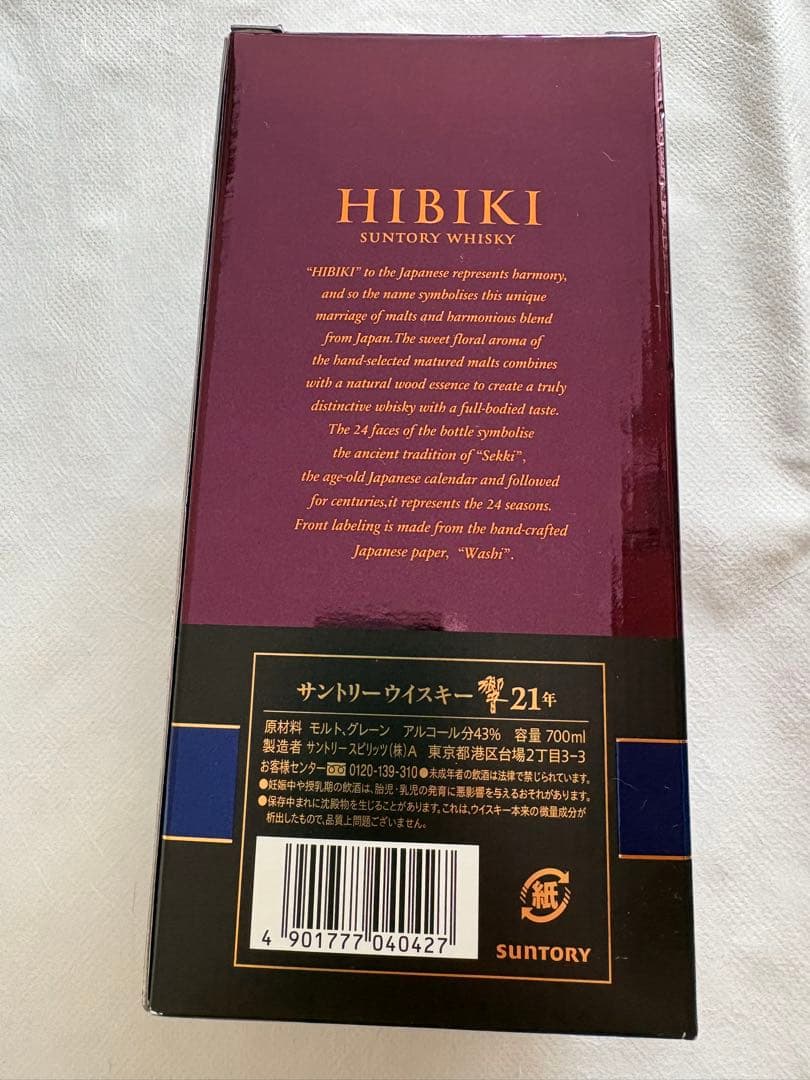 HIBIKI
SUNTORY WHISKY
“HIBIKI” to the Japanese represents harmony,
and so the name symbolises this unique
marriage of malts and harmonious blend
from Japan.The sweet floral aroma of
the hand-selected matured malts combines
with a natural wood essence to create a truly
distinctive whisky with a full-bodied taste.
The 24 faces of the bottle symbolise
the ancient tradition of “Sekki”,
the age-old Japanese calendar and followed
for centuries,it represents the 24 seasons.
Front labeling is made from the hand-crafted
Japanese paper, “Washi”.
サントリーウイスキー 響 21年
原材料 モルト、グレーン アルコール分43% 容量 700ml
製造者 サントリースピリッツ(株)A 東京都港区台場2丁目3-3
お客様センター 0120-139-310●未成年者の飲酒は法律で禁じられています。
●妊娠中や授乳期の飲酒は、胎児・乳児の発育に悪影響を与えるおそれがあります。
●保存中まれに沈殿物を生じることがあります。これは、ウイスキー本来の微量成分が
析出したもので、品質上問題ございません。
紙
4 901777 040427
SUNTORY